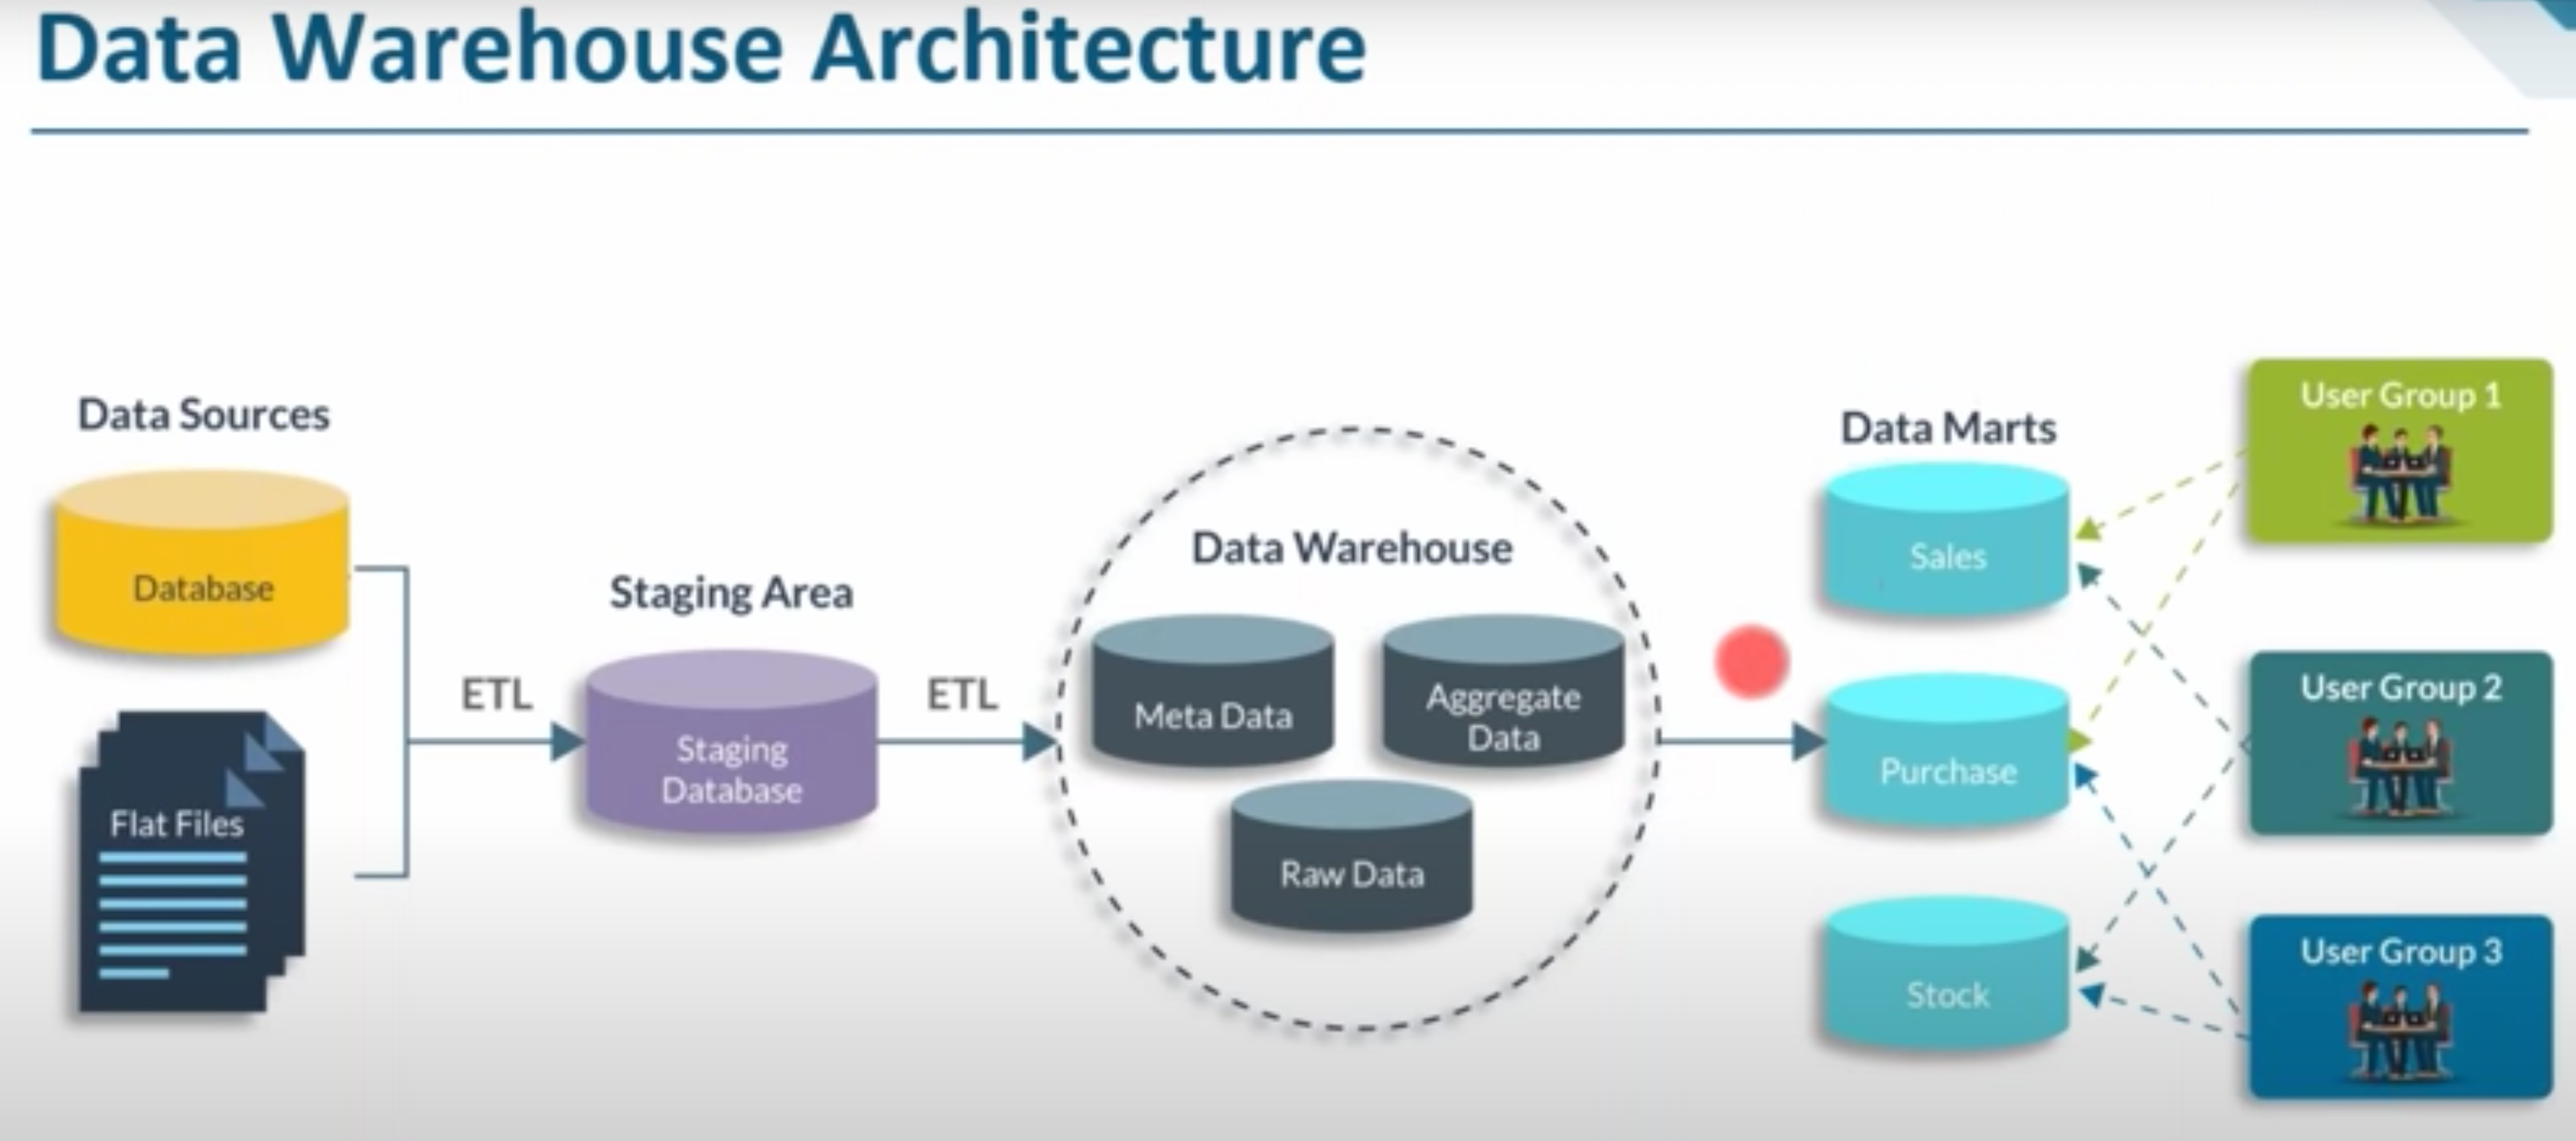 Data Warehouse Architecture
Data Sources
Database
Flat Files
ETL
Staging Area
Staging
Database
ETL
Data Warehouse
Meta Data
Aggregate
Data
Raw Data
Data Marts
Sales
Purchase
Stock
User Group 1
User Group 2
User Group 3